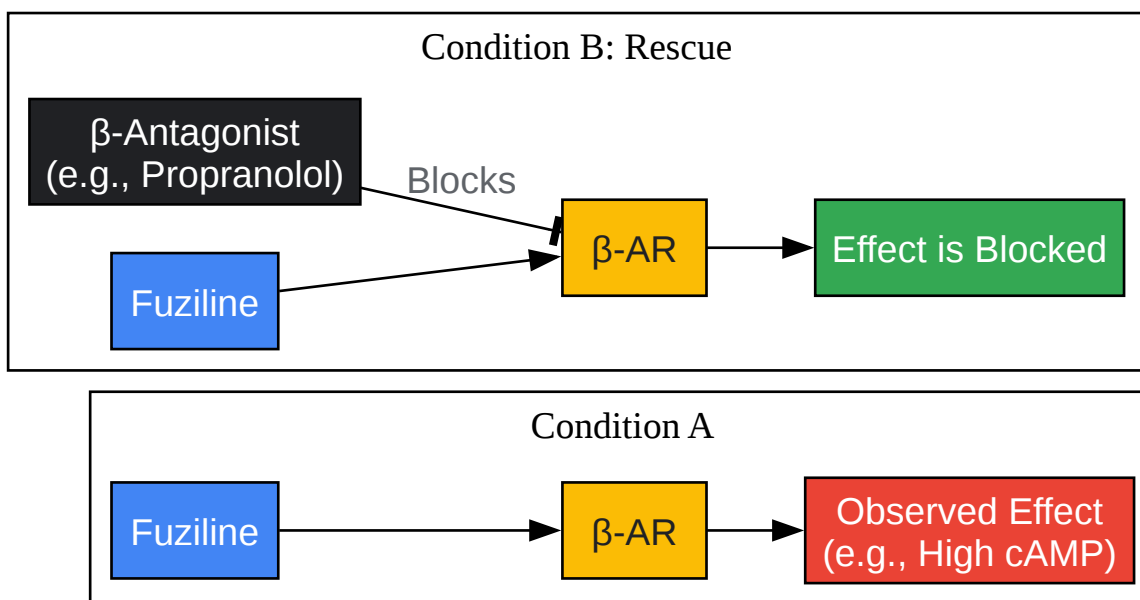 Condition B: Rescue
β-Antagonist
(e.g., Propranolol)
Blocks
β-AR
Effect is Blocked
Fuziline
Condition A
Fuziline
β-AR
Observed Effect
(e.g., High cAMP)